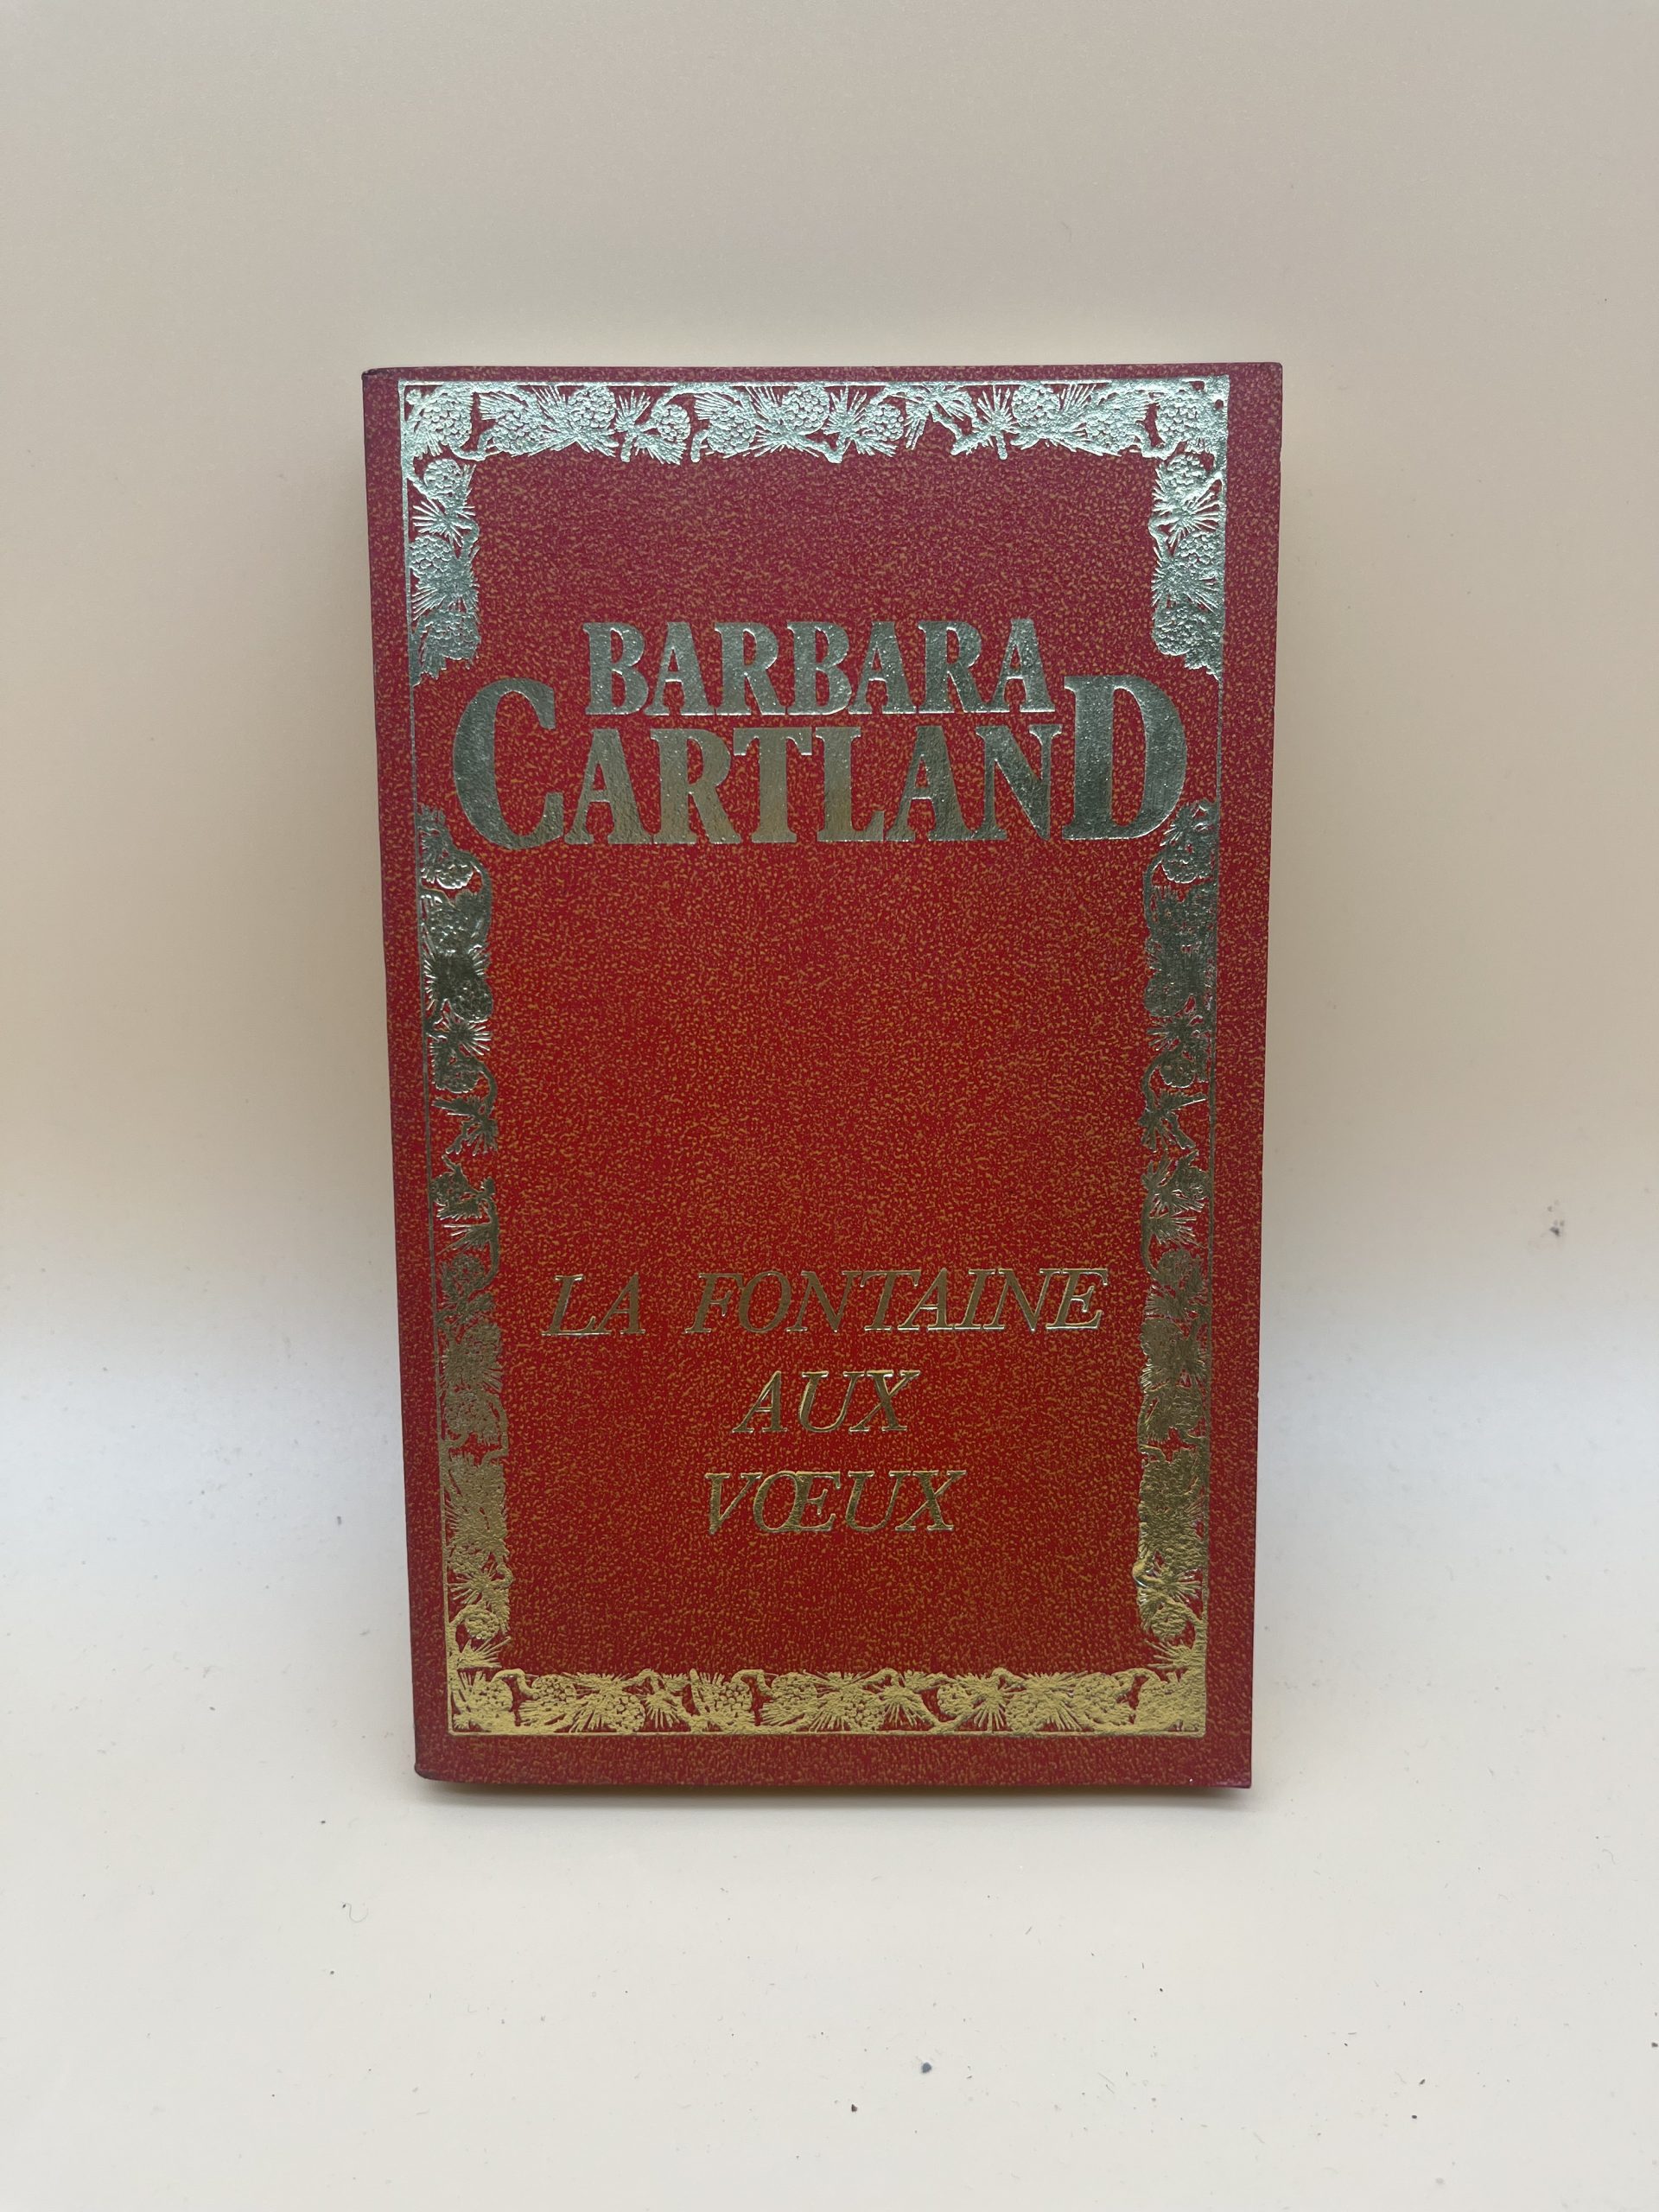 BARBARA
CARTLAND
LA FONTAINE
AUX
VŒUX